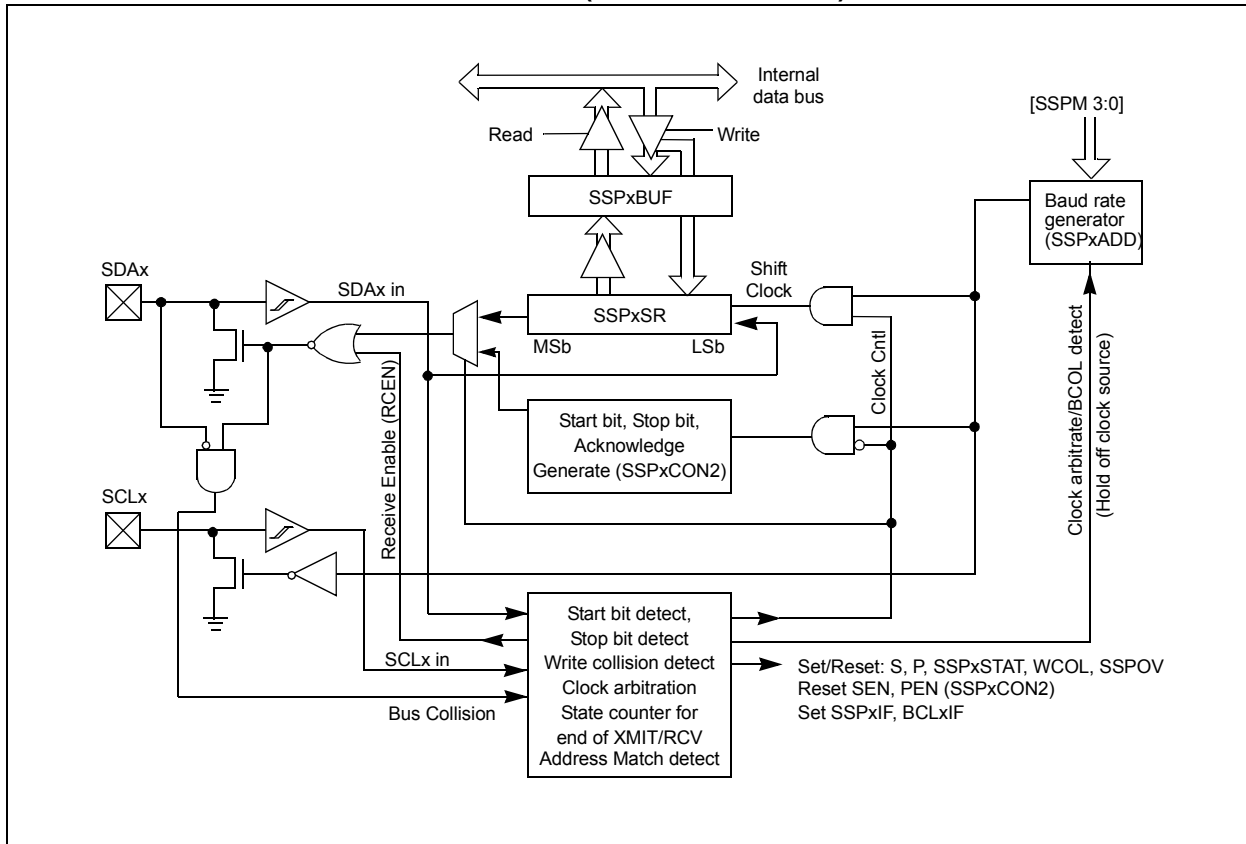 Internal
data bus
[SSPM 3:0]
Read
Write
SSPxBUF
Baud rate
generator
(SSPxADD)
SDAx
SDAx in
Shift
Clock
SSPxSR
MSb
LSb
Clock Cntl
Receive Enable (RCEN)
Start bit, Stop bit,
Acknowledge
Generate (SSPxCON2)
Clock arbitrate/BCOL detect
(Hold off clock source)
SCLx
SCLx in
Bus Collision
Start bit detect,
Stop bit detect
Write collision detect
Clock arbitration
State counter for
end of XMIT/RCV
Address Match detect
Set/Reset: S, P, SSPxSTAT, WCOL, SSPOV
Reset SEN, PEN (SSPxCON2)
Set SSPxIF, BCLxIF